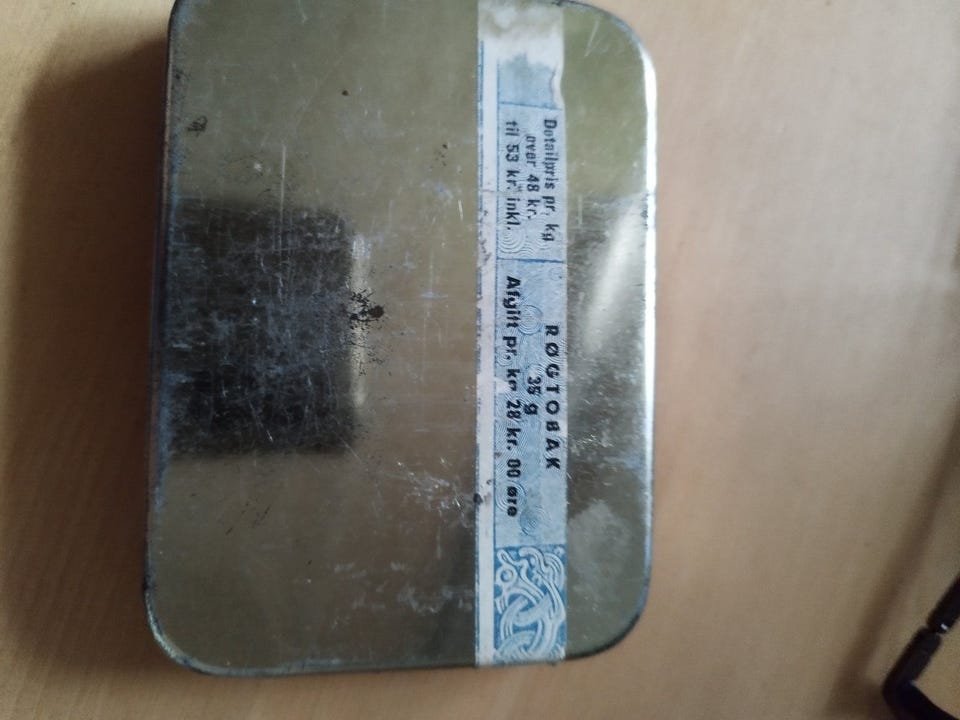 Detailpris pr. kg
over 48 kr.
til 53 kr. inkl.
RØGTOBAK
35 g
Afgift pr. kg 28 kr. 00 øre